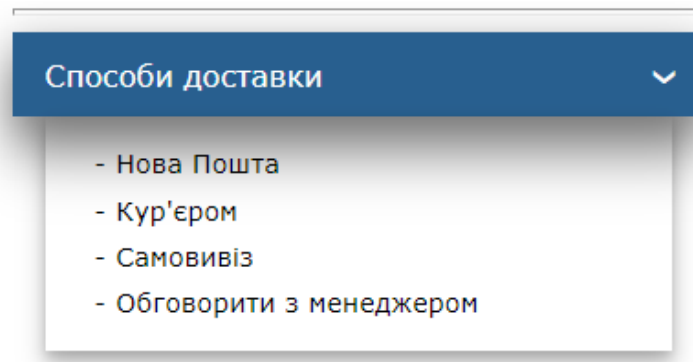 Способи доставки
- Нова Пошта
- Кур'єром
- Самовивіз
- Обговорити з менеджером